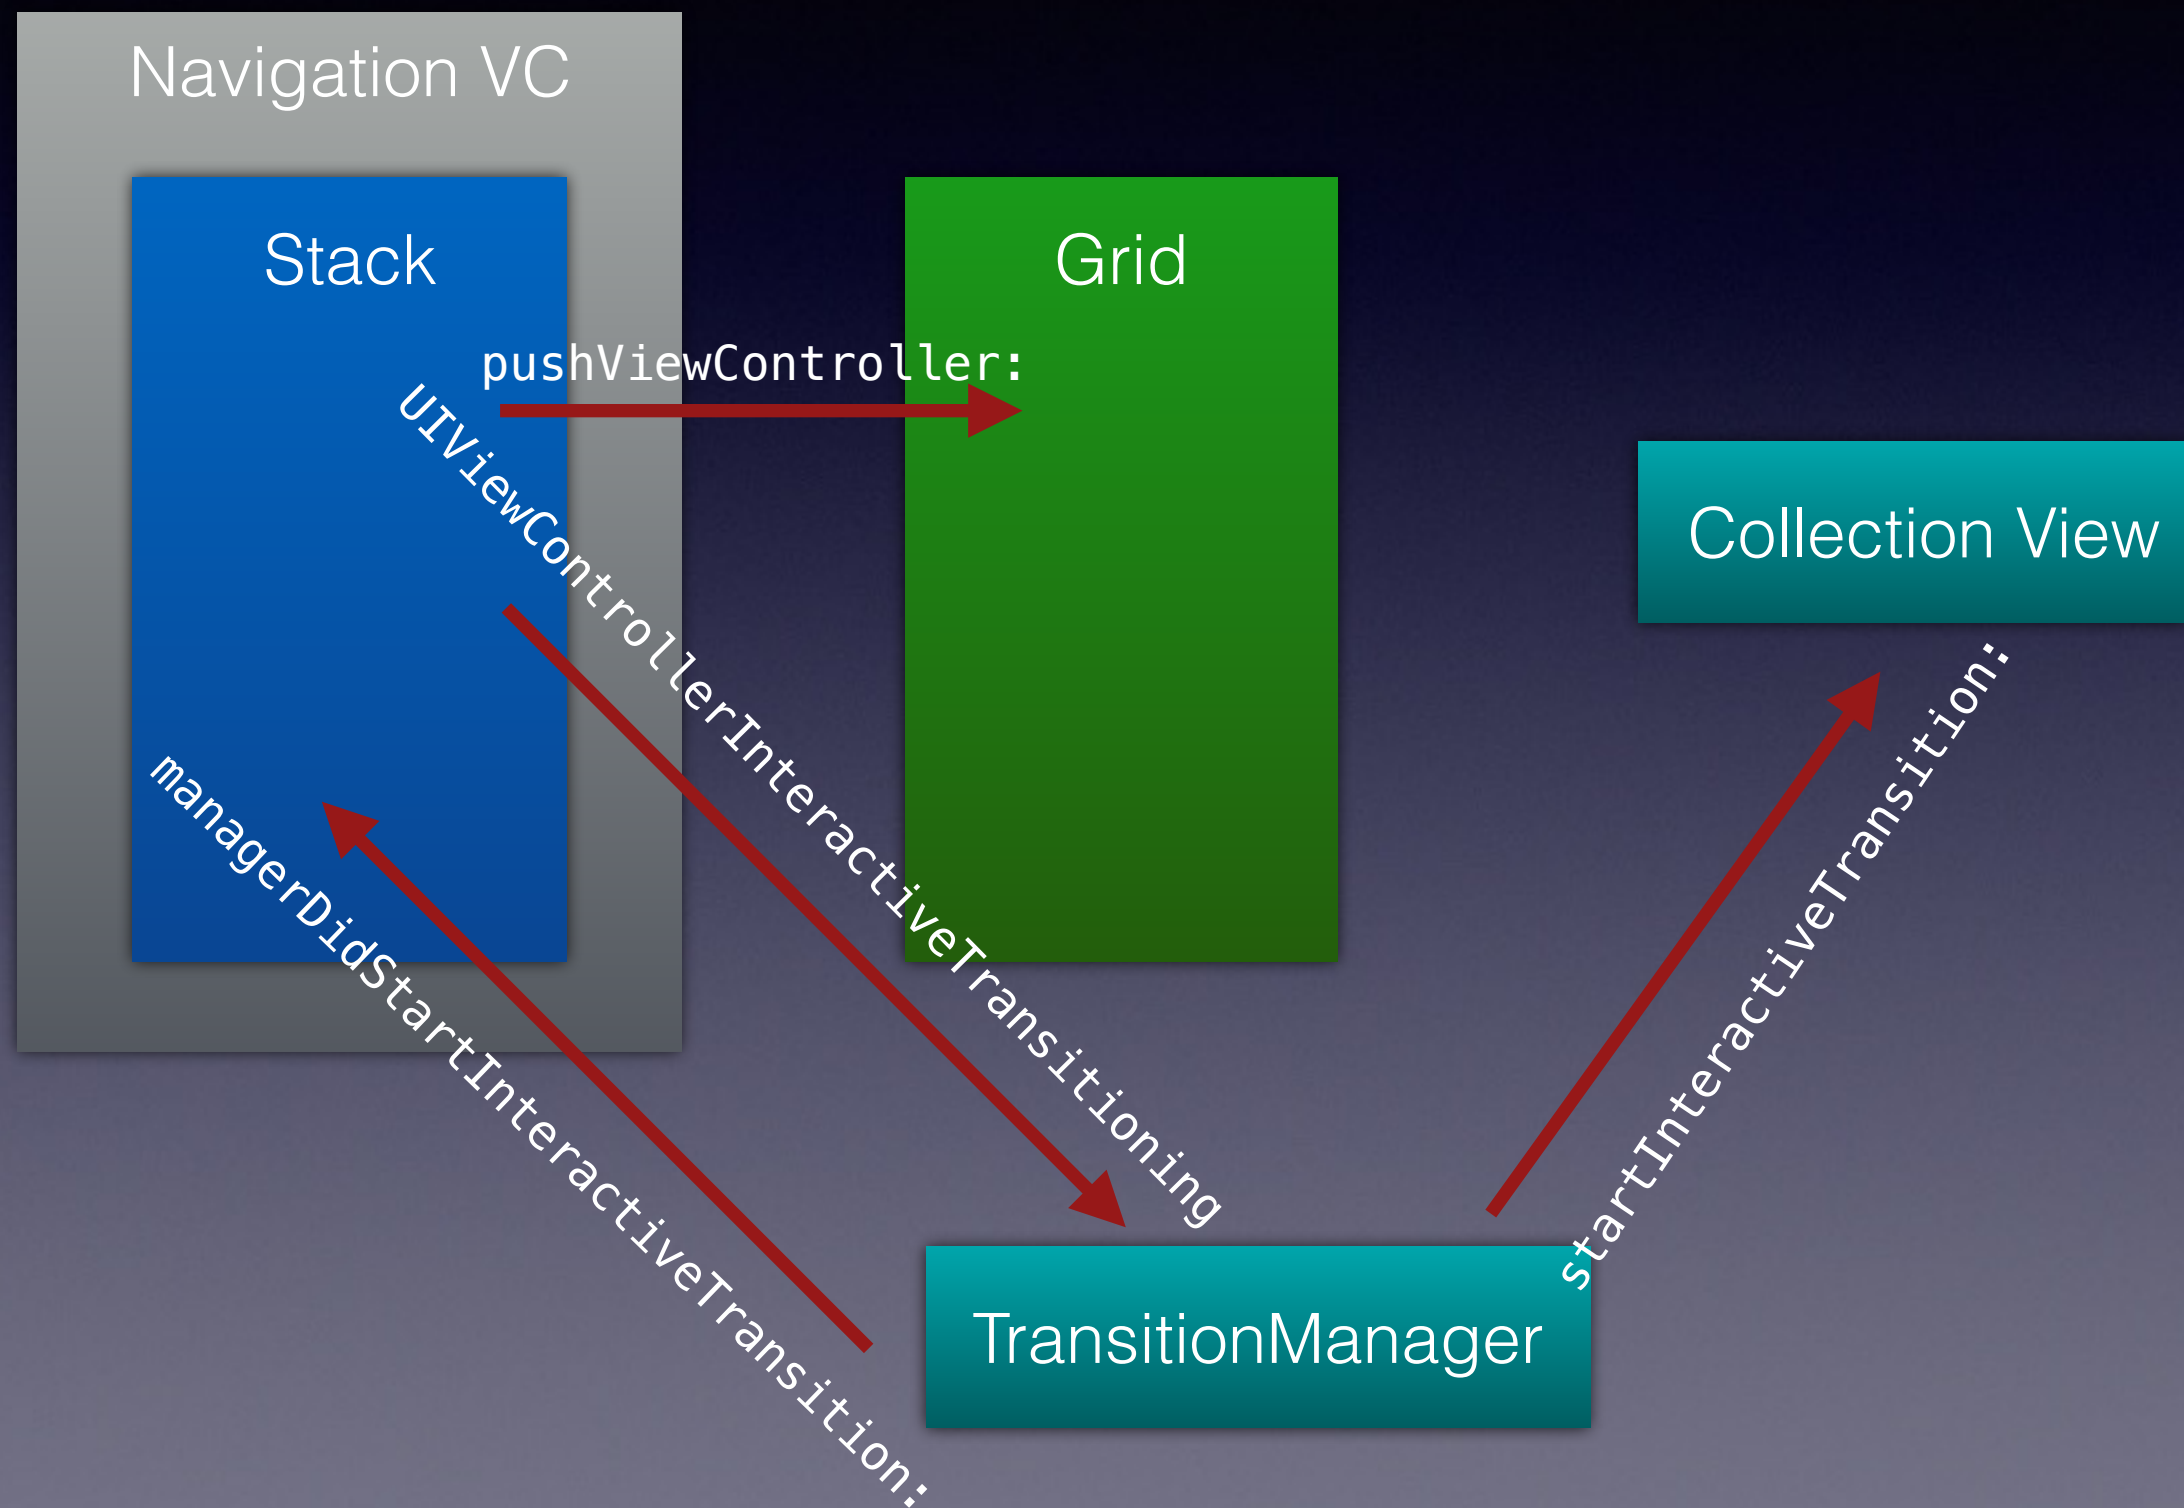 Navigation VC
Stack
Grid
pushViewController:
UIViewControllerInteractiveTransitioning
Collection View
startInteractiveTransition:
managerDidStartInteractiveTransition:
TransitionManager